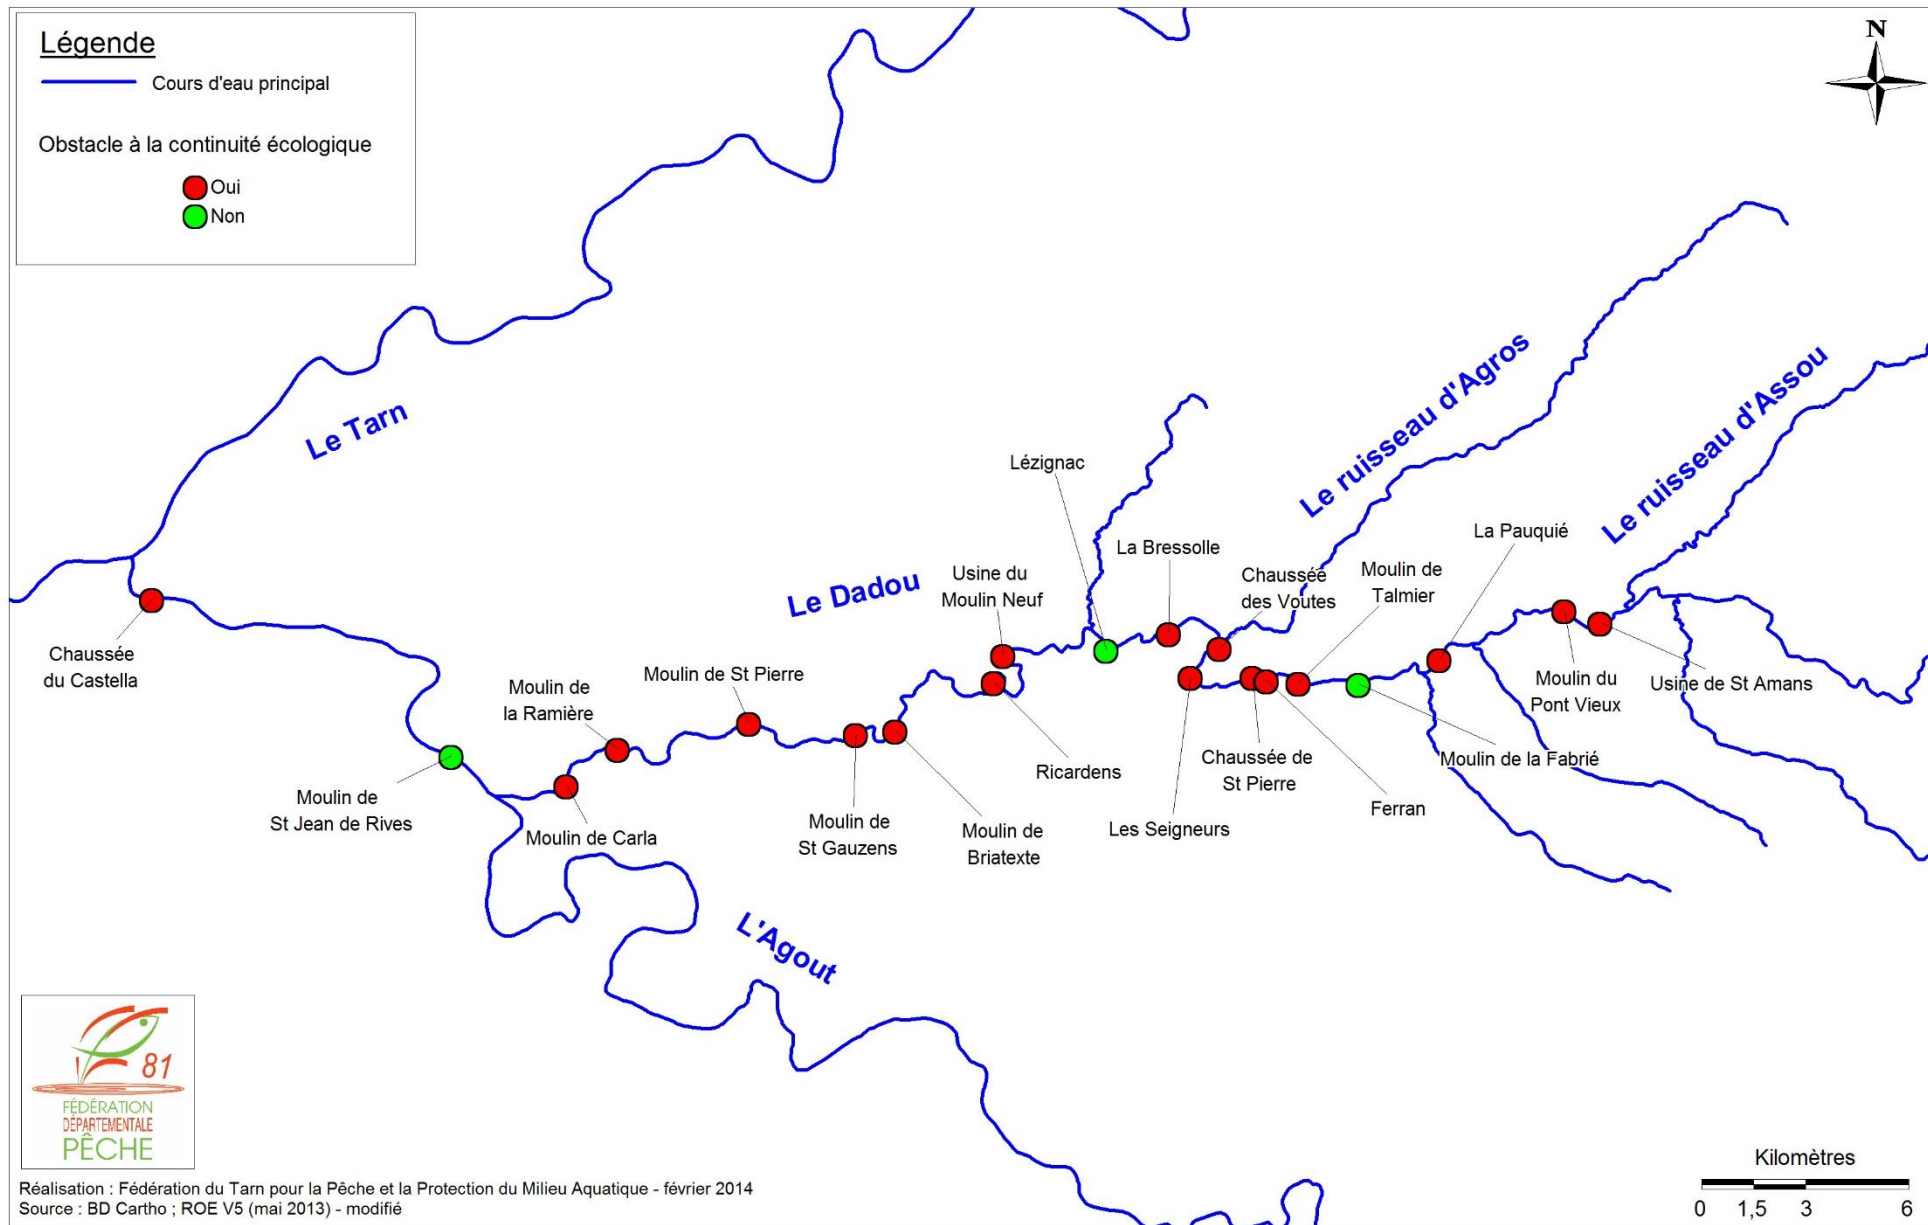 Légende
Cours d'eau principal
Obstacle à la continuité écologique
Oui
Non
N
Le Tarn
Le ruisseau d'Agros
Le ruisseau d'Assou
Lézignac
La Bressolle
La Pauquié
Chaussée
des Voutes
Moulin de
Talmier
Usine du
Moulin Neuf
Le Dadou
Chaussée
du Castella
Moulin de
la Ramière
Moulin de St Pierre
Moulin du
Pont Vieux
Usine de St Amans
Moulin de
St Jean de Rives
Moulin de Carla
Moulin de
St Gauzens
Moulin de
Briatexte
Ricardens
Les Seigneurs
Chaussée de
St Pierre
Ferran
Moulin de la Fabrié
L'Agout
81
FÉDÉRATION
DÉPARTEMENTALE
PÊCHE
Réalisation : Fédération du Tarn pour la Pêche et la Protection du Milieu Aquatique - février 2014
Source : BD Cartho ; ROE V5 (mai 2013) - modifié
Kilomètres
0 1,5 3 6